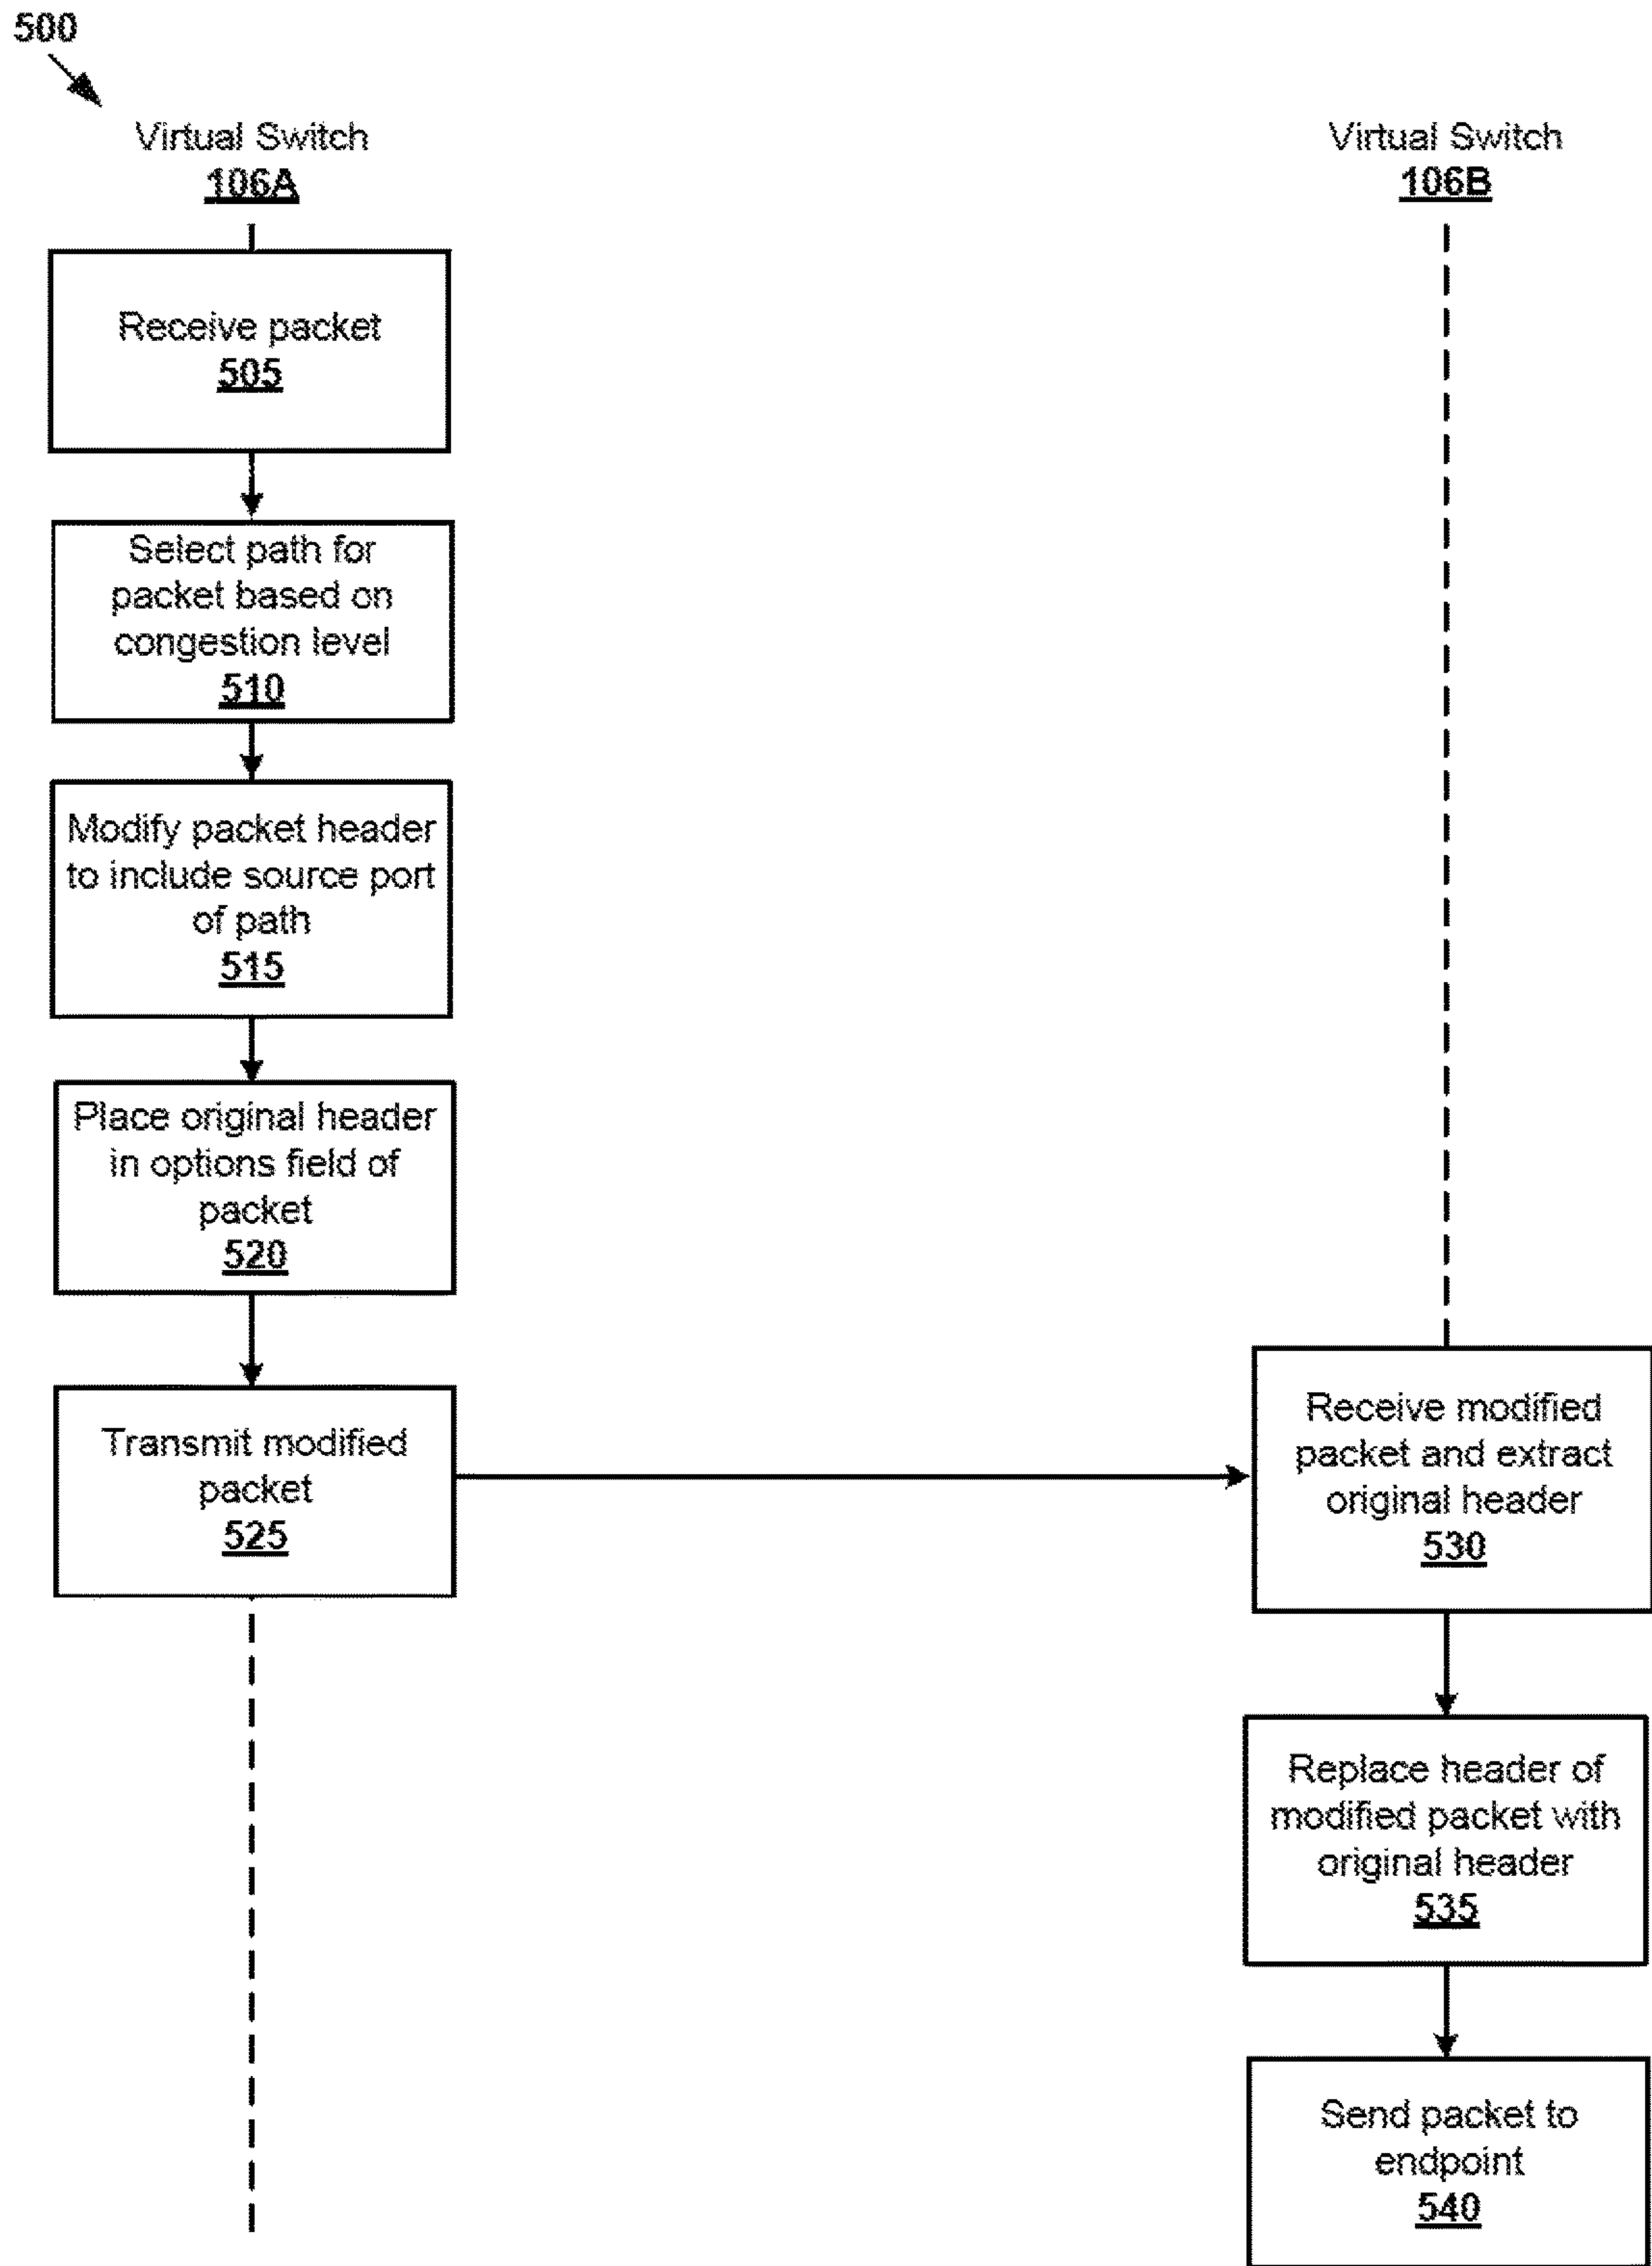 500
Virtual Switch
106A
Virtual Switch
106B
Receive packet
505
Select path for
packet based on
congestion level
510
Modify packet header
to include source port
of path
515
Place original header
in options field of
packet
520
Transmit modified
packet
525
Receive modified
packet and extract
original header
530
Replace header of
modified packet with
original header
535
Send packet to
endpoint
540